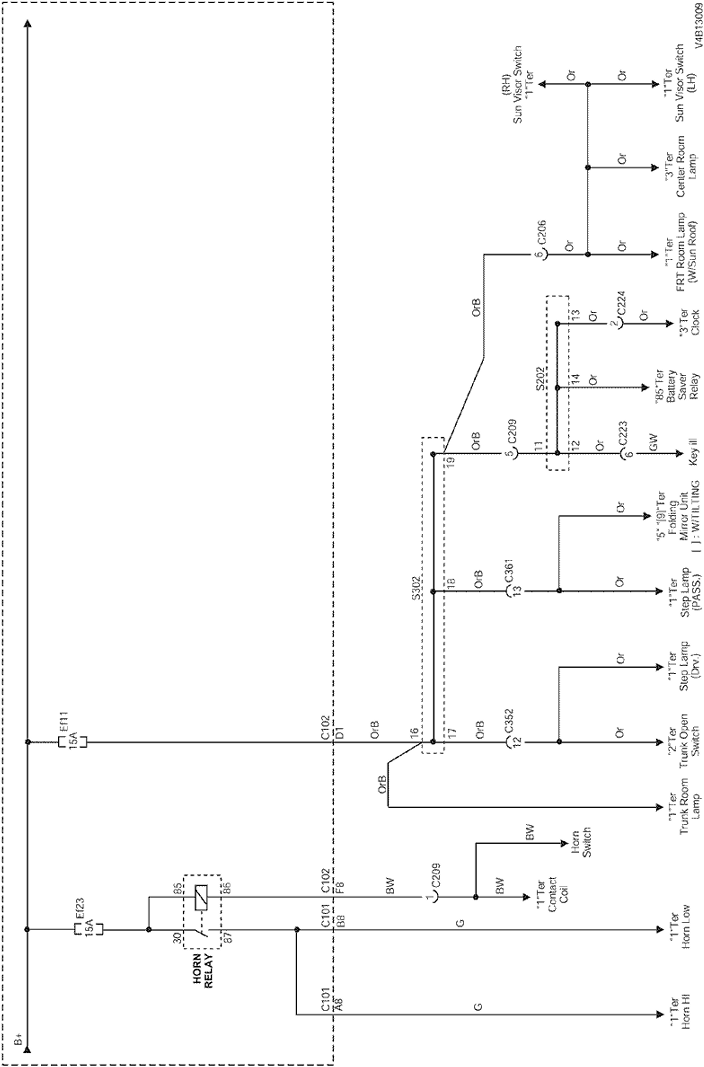 B+
Ef23
15A
Ef11
15A
HORN
RELAY
30
85
87
86
C101
A8
C101
B8
C102
F8
C102
D1
G
G
BW
1
C209
BW
BW
"1"Ter
Horn HI
"1"Ter
Horn Low
"1"Ter
Contact
Coil
Horn
Switch
OrB
16
S302
17
18
19
OrB
OrB
OrB
OrB
OrB
12
C352
13
C361
5
C209
6
C206
S202
11
12
14
13
Or
Or
Or
Or
Or
Or
Or
6
C223
GW
2
C224
Or
Or
Or
Or
Or
Or
"1"Ter
Trunk Room
Lamp
"2"Ter
Trunk Open
Switch
"1"Ter
Step Lamp
(Drv.)
"1"Ter
Step Lamp
(PASS.)
"5" "[9]"Ter
Folding
Mirror Unit
[ ] : W/TILTING
Key ill
"85"Ter
Battery
Saver
Relay
"3"Ter
Clock
"1"Ter
FRT Room Lamp
(W/Sun Roof)
"3"Ter
Center Room
Lamp
(RH)
Sun Visor Switch
"1"Ter
"1"Ter
Sun Visor Switch
(LH)
V4B13009